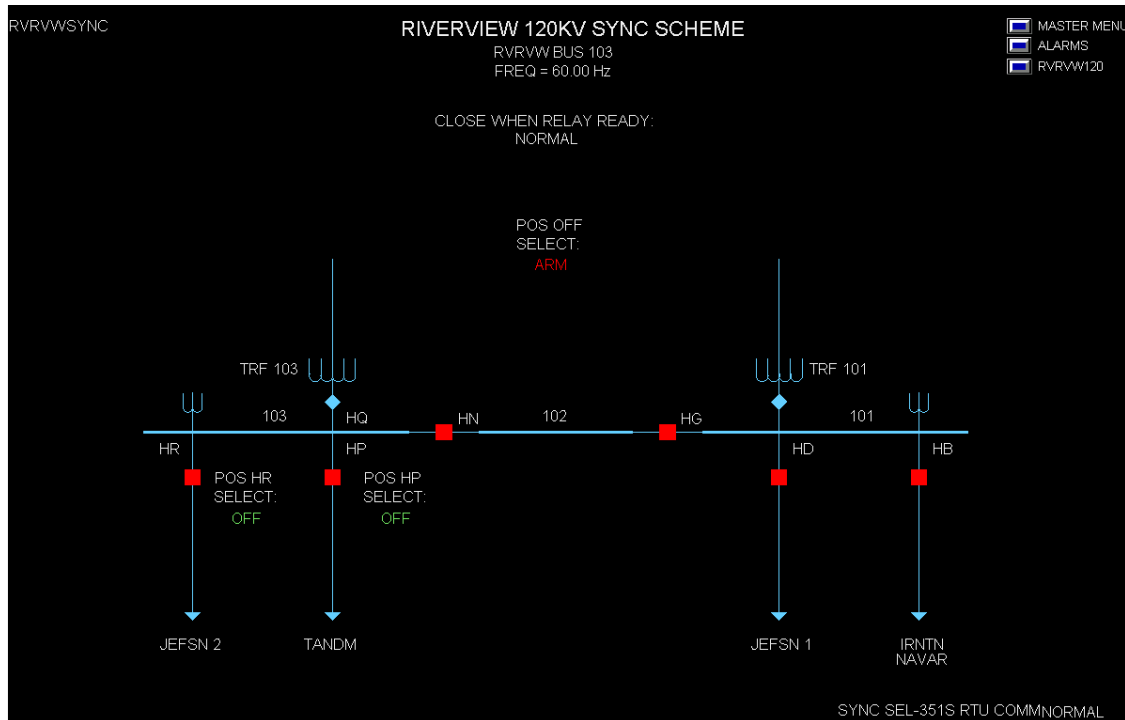 RVRVWSYNC
RIVERVIEW 120KV SYNC SCHEME
RVRVW BUS 103
FREQ = 60.00 Hz
MASTER MENU
ALARMS
RVRVW120
CLOSE WHEN RELAY READY:
NORMAL
POS OFF
SELECT:
ARM
TRF 103
TRF 101
103
HQ
HN
102
HG
101
HR
HP
HD
HB
POS HR
SELECT:
OFF
POS HP
SELECT:
OFF
JEFSN 2
TANDM
JEFSN 1
IRNTN
NAVAR
SYNC SEL-351S RTU COMMNORMAL